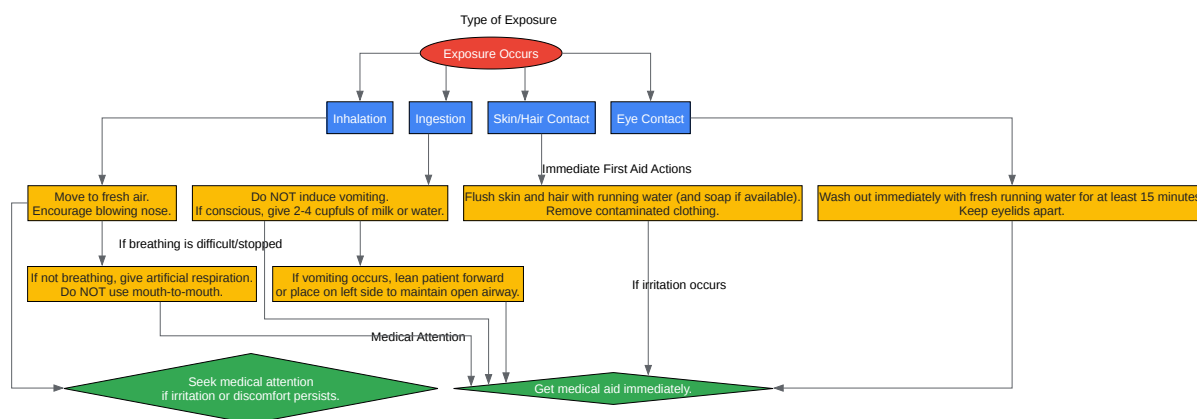 Type of Exposure
Exposure Occurs
Inhalation
Ingestion
Skin/Hair Contact
Eye Contact
Immediate First Aid Actions
Move to fresh air.
Encourage blowing nose.
Do NOT induce vomiting.
If conscious, give 2-4 cupfuls of milk or water.
Flush skin and hair with running water (and soap if available).
Remove contaminated clothing.
Wash out immediately with fresh running water for at least 15 minutes
Keep eyelids apart.
If breathing is difficult/stopped
If not breathing, give artificial respiration.
Do NOT use mouth-to-mouth.
If vomiting occurs, lean patient forward
or place on left side to maintain open airway.
If irritation occurs
Medical Attention
Seek medical attention
if irritation or discomfort persists.
Get medical aid immediately.